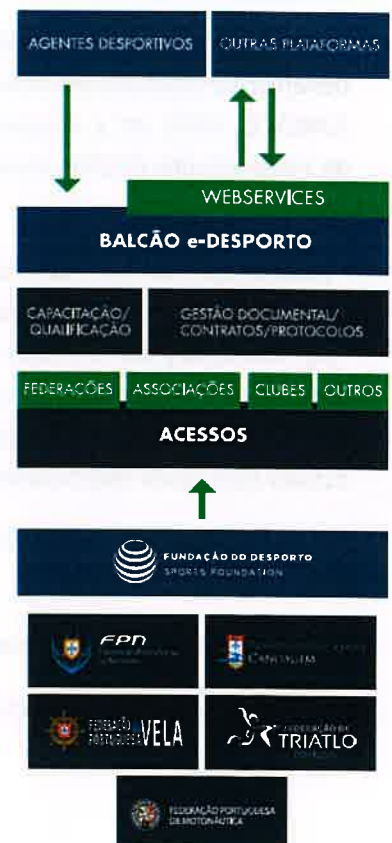 AGENTES DESPORTIVOS
OUTRAS PLATAFORMAS
WEBSERVICES
BALCÃO e-DESPORTO
CAPACITAÇÃO/
QUALIFICAÇÃO
GESTÃO DOCUMENTAL/
CONTRATOS/PROTOCOLOS
FEDERAÇÕES
ASSOCIAÇÕES
CLUBES
OUTROS
ACESSOS
FUNDAÇÃO DO DESPORTO
SPORTS FOUNDATION
FPN
CANOAGEM
FEDERAÇÃO
PORTUGUESA
VELA
FEDERAÇÃO DE
TRIATLO
FEDERAÇÃO PORTUGUESA
DE MOTONÁUTICA